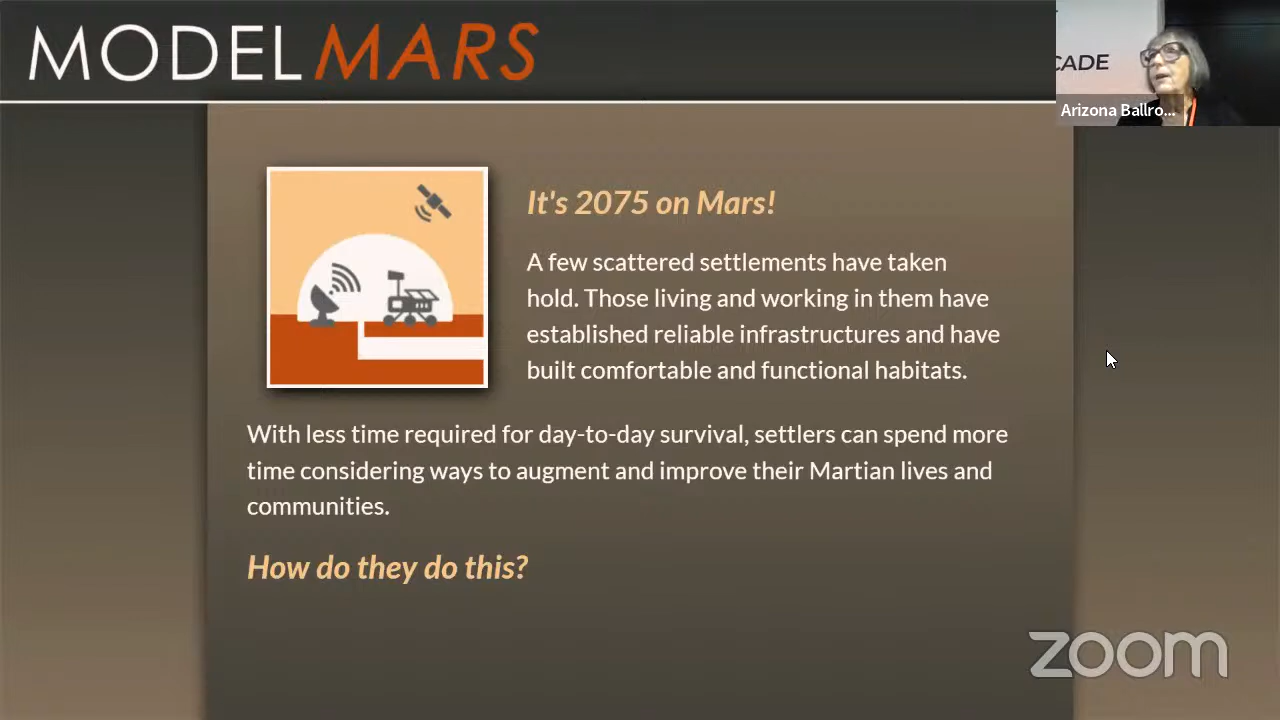 MODELMARS
CADE
Arizona Ballro...
It's 2075 on Mars!
A few scattered settlements have taken
hold. Those living and working in them have
established reliable infrastructures and have
built comfortable and functional habitats.
With less time required for day-to-day survival, settlers can spend more
time considering ways to augment and improve their Martian lives and
communities.
How do they do this?
zoom